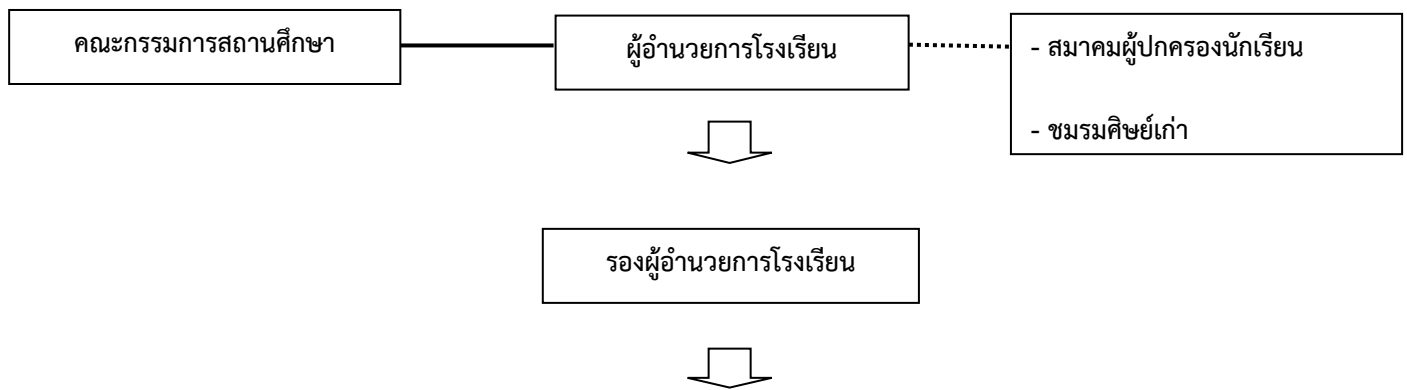 คณะกรรมการสถานศึกษา
ผู้อำนวยการโรงเรียน
- สมาคมผู้ปกครองนักเรียน
- ชมรมศิษย์เก่า
รองผู้อำนวยการโรงเรียน